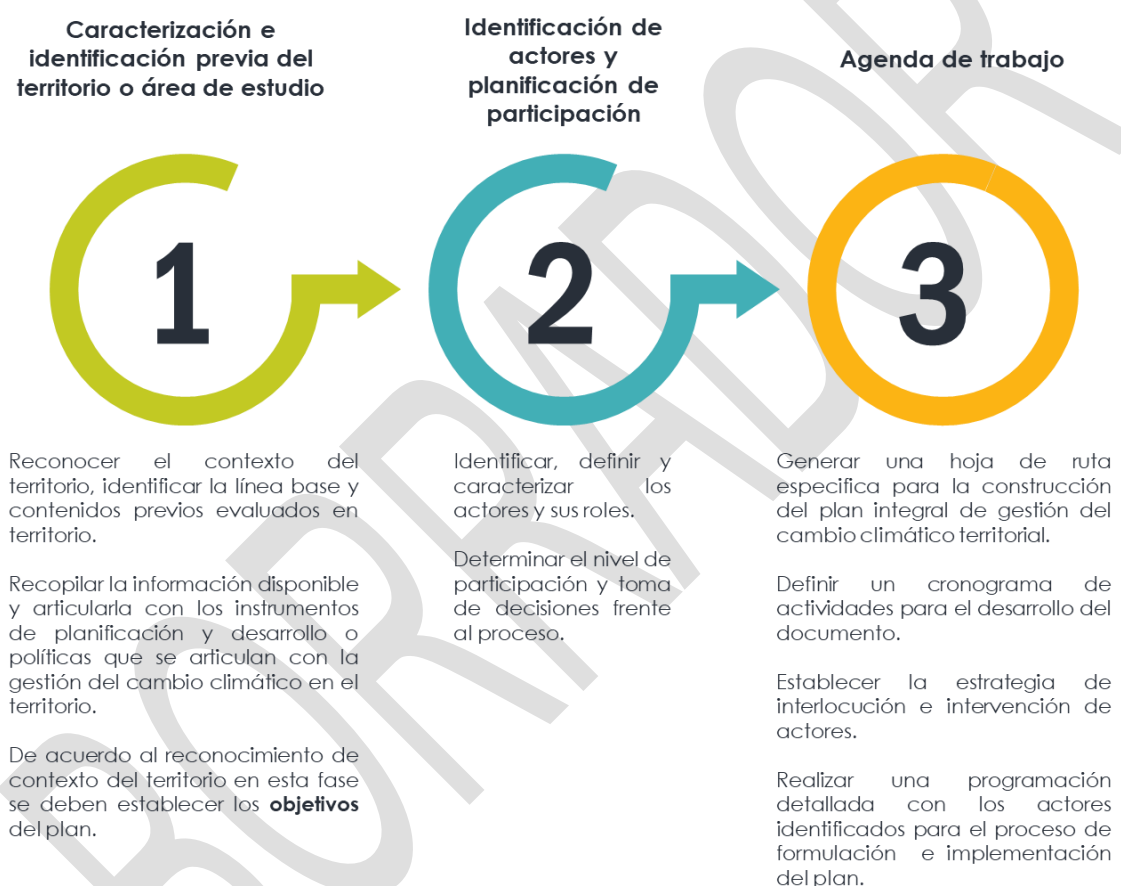 Caracterización e
identificación previa del
territorio o área de estudio
1
Reconocer el contexto del
territorio, identificar la línea base y
contenidos previos evaluados en
territorio.
Recopilar la información disponible
y articularla con los instrumentos
de planificación y desarrollo o
políticas que se articulan con la
gestión del cambio climático en el
territorio.
De acuerdo al reconocimiento de
contexto del territorio en esta fase
se deben establecer los objetivos
del plan.
Identificación de
actores y
planificación de
participación
2
Identificar, definir y
caracterizar los
actores y sus roles.
Determinar el nivel de
participación y toma
de decisiones frente
al proceso.
Agenda de trabajo
3
Generar una hoja de ruta
especifica para la construcción
del plan integral de gestión del
cambio climático territorial.
Definir un cronograma de
actividades para el desarrollo del
documento.
Establecer la estrategia de
interlocución e intervención de
actores.
Realizar una programación
detallada con los actores
identificados para el proceso de
formulación e implementación
del plan.
BORRADOR